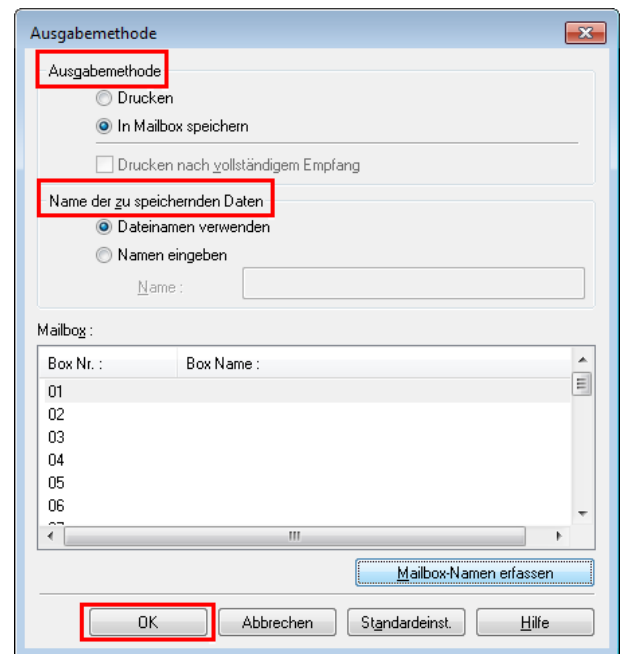 Ausgabemethode
Ausgabemethode
Drucken
In Mailbox speichern
Drucken nach vollständigem Empfang
Name der zu speichernden Daten
Dateinamen verwenden
Namen eingeben
Name :
Mailbox :
Box Nr. : Box Name :
01
02
03
04
05
06
Mailbox-Namen erfassen
OK Abbrechen Standardeinst. Hilfe